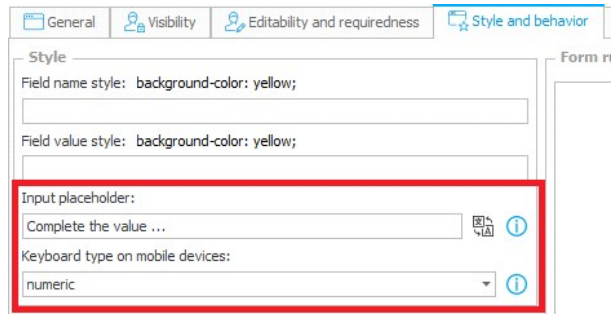 General Visibility Editability and requiredness Style and behavior
Style Form r
Field name style: background-color: yellow;
Field value style: background-color: yellow;
Input placeholder:
Complete the value ...
Keyboard type on mobile devices:
numeric